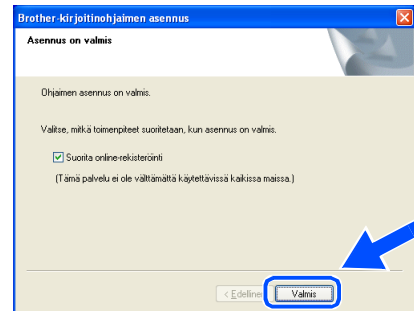 Brother-kirjoitinohjaimen asennus
Asennus on valmis
Ohjaimen asennus on valmis.
Valitse, mitkä toimenpiteet suoritetaan, kun asennus on valmis.
Suorita online-rekisteröinti
(Tämä palvelu ei ole välttämättä käytettävissä kaikissa maissa.)
< Edelline Valmis